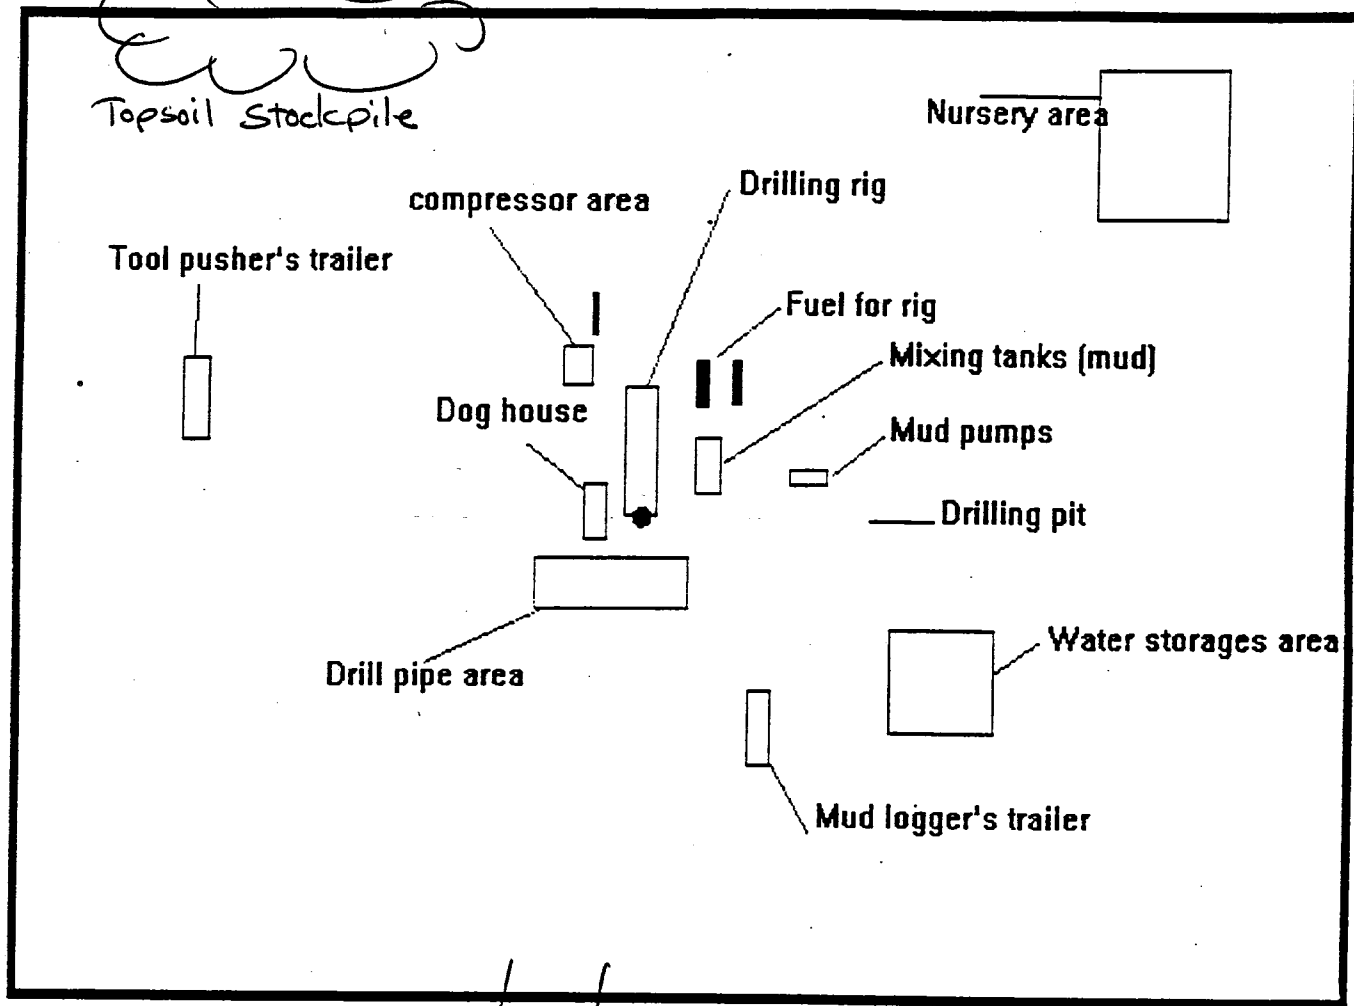 Topsoil Stockpile
Nursery area
Drilling rig
compressor area
Tool pusher's trailer
Fuel for rig
Mixing tanks (mud)
Dog house
Mud pumps
Drilling pit
Water storages area
Drill pipe area
Mud logger's trailer